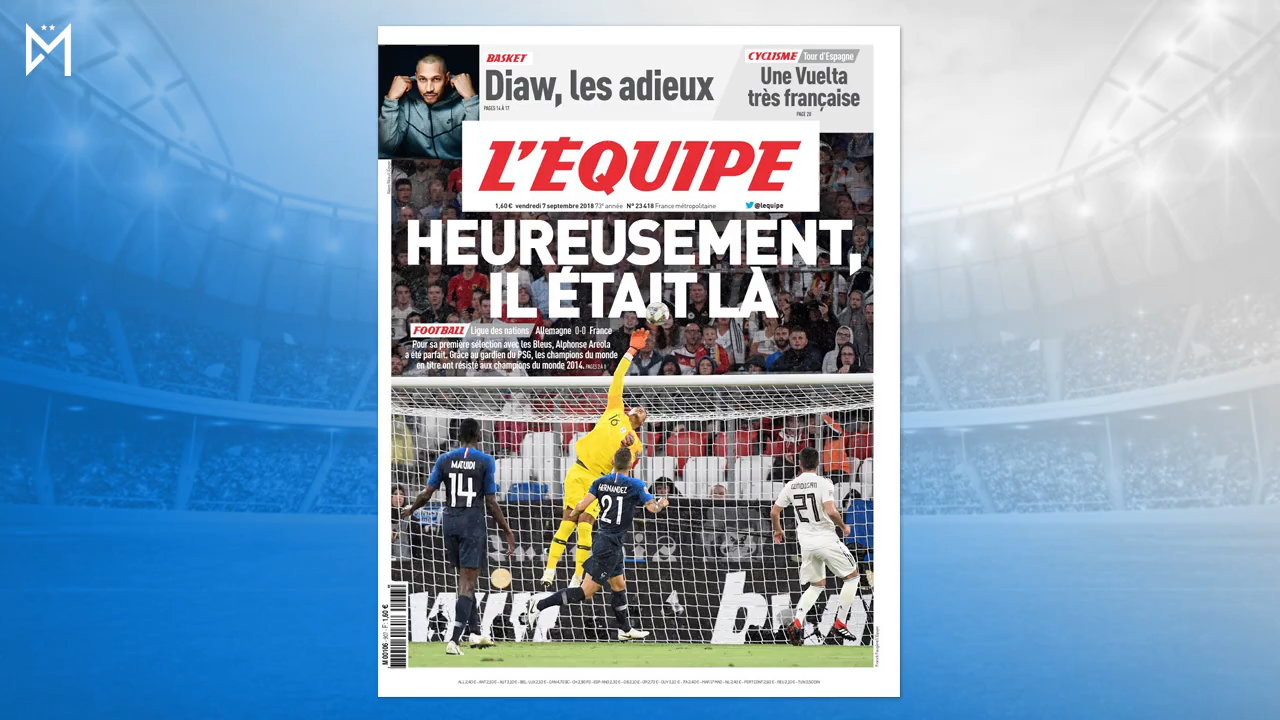 M
BASKET
Diaw, les adieux
PAGES 14 À 17
CYCLISME Tour d'Espagne
Une Vuelta
très française
PAGE 20
L'ÉQUIPE
1,60 € vendredi 7 septembre 2018 73e année N° 23 418 France métropolitaine
@lequipe
HEUREUSEMENT,
IL ÉTAIT LÀ
FOOTBALL Ligue des nations Allemagne 0-0 France
Pour sa première sélection avec les Bleus, Alphonse Areola
a été parfait. Grâce au gardien du PSG, les champions du monde
en titre ont résisté aux champions du monde 2014.
16
MATUIDI
14
HERNANDEZ
21
GÜNDOGAN
21